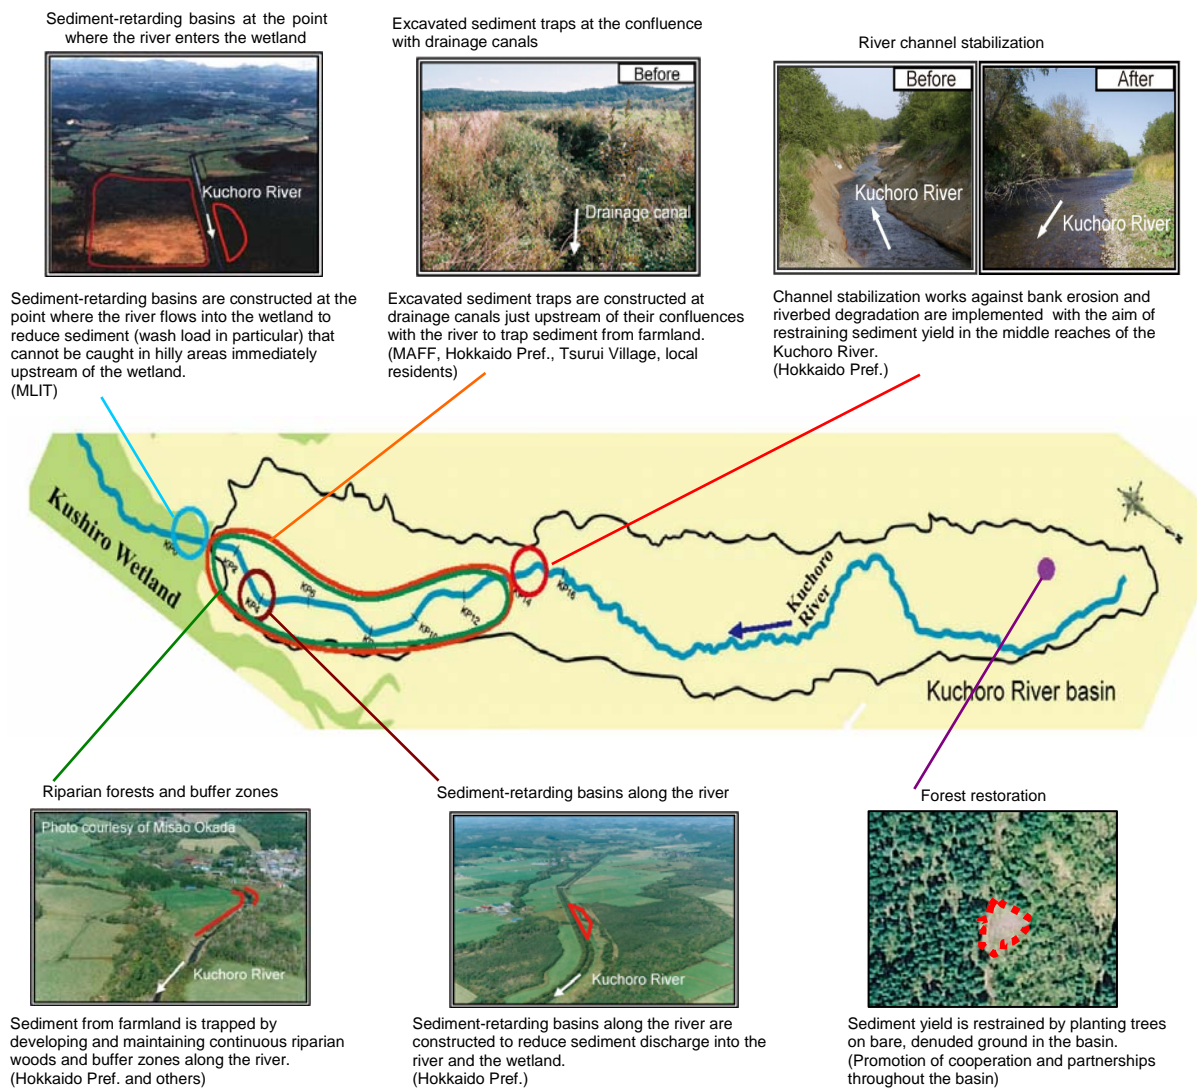 Sediment-retarding basins at the point
where the river enters the wetland
Kuchoro River
Sediment-retarding basins are constructed at the
point where the river flows into the wetland to
reduce sediment (wash load in particular) that
cannot be caught in hilly areas immediately
upstream of the wetland.
(MLIT)
Excavated sediment traps at the confluence
with drainage canals
Before
Drainage canal
Excavated sediment traps are constructed at
drainage canals just upstream of their confluences
with the river to trap sediment from farmland.
(MAFF, Hokkaido Pref., Tsurui Village, local
residents)
River channel stabilization
Before
Kuchoro River
After
Kuchoro River
Channel stabilization works against bank erosion and
riverbed degradation are implemented with the aim of
restraining sediment yield in the middle reaches of the
Kuchoro River.
(Hokkaido Pref.)
Kushiro Wetland
KP0
KP4
KP6
KP10
KP12
KP14
KP16
Kuchoro
River
Kuchoro River basin
Riparian forests and buffer zones
Photo courtesy of Misao Okada
Kuchoro River
Sediment from farmland is trapped by
developing and maintaining continuous riparian
woods and buffer zones along the river.
(Hokkaido Pref. and others)
Sediment-retarding basins along the river
Kuchoro River
Sediment-retarding basins along the river are
constructed to reduce sediment discharge into the
river and the wetland.
(Hokkaido Pref.)
Forest restoration
Sediment yield is restrained by planting trees
on bare, denuded ground in the basin.
(Promotion of cooperation and partnerships
throughout the basin)